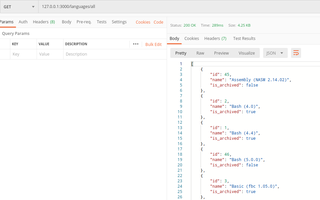 GET
127.0.0.1:3000/languages/all
Params
Auth
Headers (8)
Body
Pre-req.
Tests
Settings
Cookies
Code
Query Params
KEY
VALUE
DESCRIPTION
Bulk Edit
Key
Value
Description
Status: 200 OK
Size: 4.25 KB
Body
Cookies
Headers (7)
Test Results
Pretty
Raw
Preview
Visualize
JSON
1 [
2 {
3 "id": 45,
4 "name": "Assembly (NASM 2.14.02)",
5 "is_archived": false
6 },
7 {
8 "id": 2,
9 "name": "Bash (4.0)",
10 "is_archived": true
11 },
12 {
13 "id": 1,
14 "name": "Bash (4.4)",
15 "is_archived": true
16 },
17 {
18 "id": 46,
19 "name": "Bash (5.0.0)",
20 "is_archived": false
21 },
22 {
23 "id": 3,
24 "name": "Basic (fbc 1.05.0)",
25 "is_archived": true
26 },